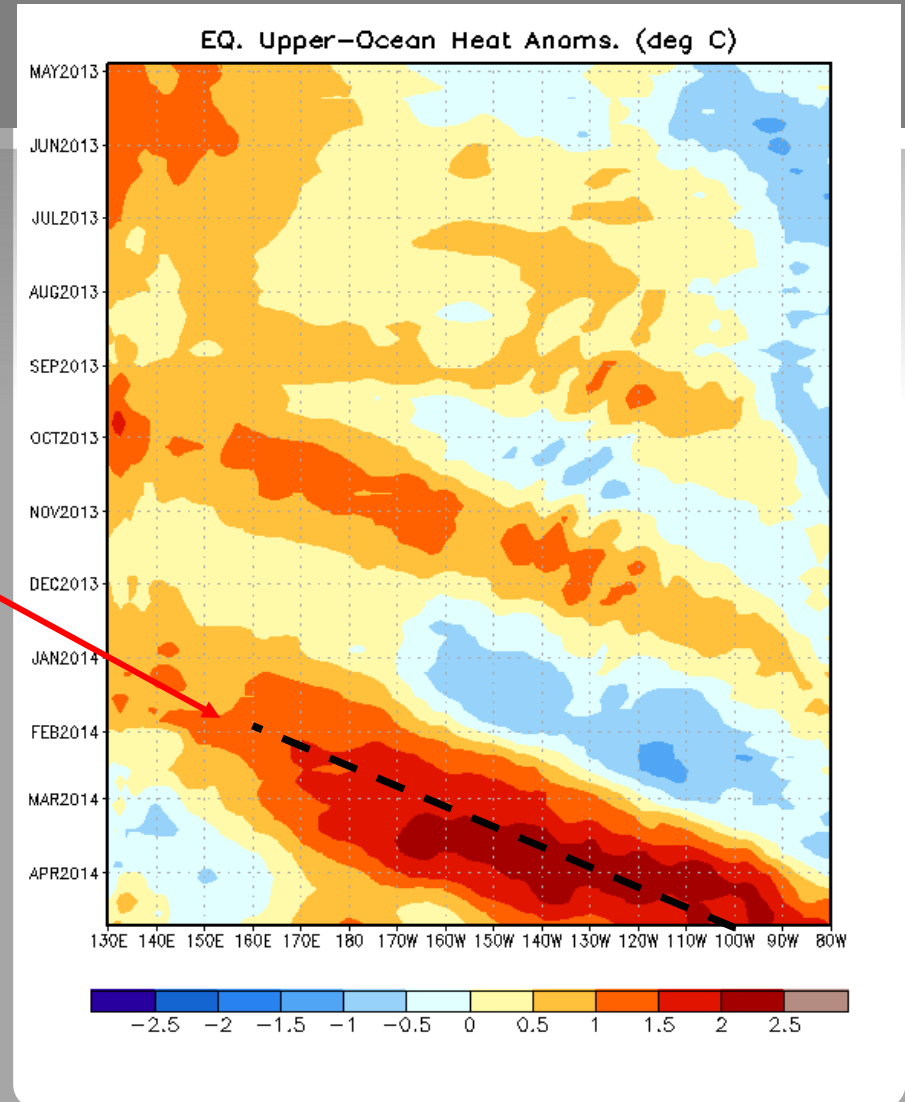 EQ. Upper-Ocean Heat Anoms. (deg C)
MAY2013
JUN2013
JUL2013
AUG2013
SEP2013
OCT2013
NOV2013
DEC2013
JAN2014
FEB2014
MAR2014
APR2014
130E 140E 150E 160E 170E 180 170W 160W 150W 140W 130W 120W 110W 100W 90W 80W
-2.5 -2 -1.5 -1 -0.5 0 0.5 1 1.5 2 2.5